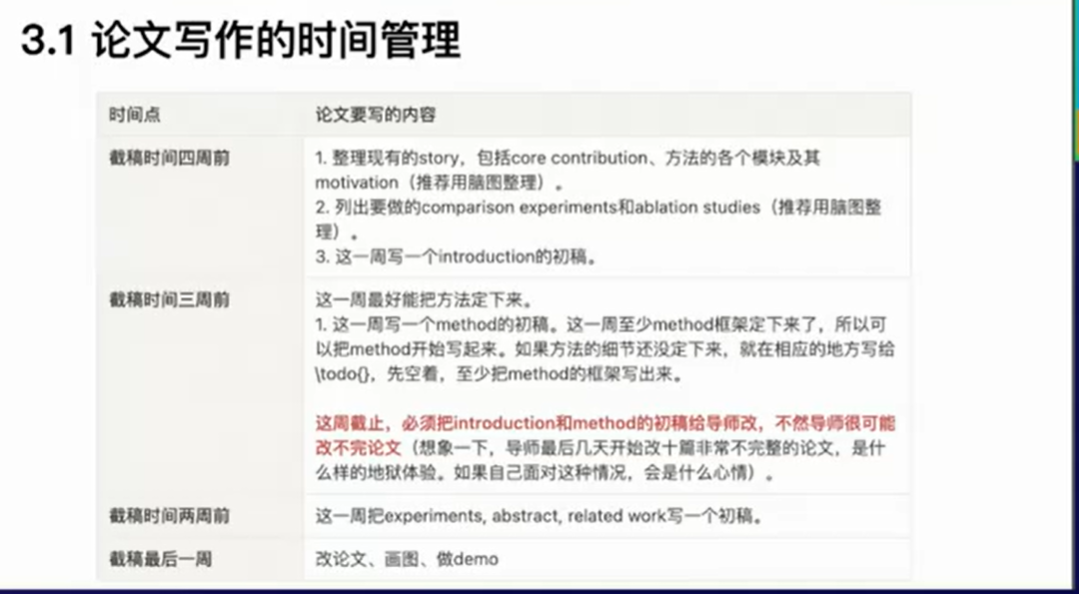 3.1 论文写作的时间管理
时间点
论文要写的内容
截稿时间四周前
1. 整理现有的story，包括core contribution、方法的各个模块及其
motivation（推荐用脑图整理）。
2. 列出要做的comparison experiments和ablation studies（推荐用脑图整
理）。
3. 这一周写一个introduction的初稿。
截稿时间三周前
这一周最好能把方法定下来。
1. 这一周写一个method的初稿。这一周至少method框架定下来了，所以可
以把method开始写起来。如果方法的细节还没定下来，就在相应的地方写给
\todo{}，先空着，至少把method的框架写出来。
这周截止，必须把introduction和method的初稿给导师改，不然导师很可能
改不完论文（想象一下，导师最后几天开始改十篇非常不完整的论文，是什
么样的地狱体验。如果自己面对这种情况，会是什么心情）。
截稿时间两周前
这一周把experiments, abstract, related work写一个初稿。
截稿最后一周
改论文、画图、做demo